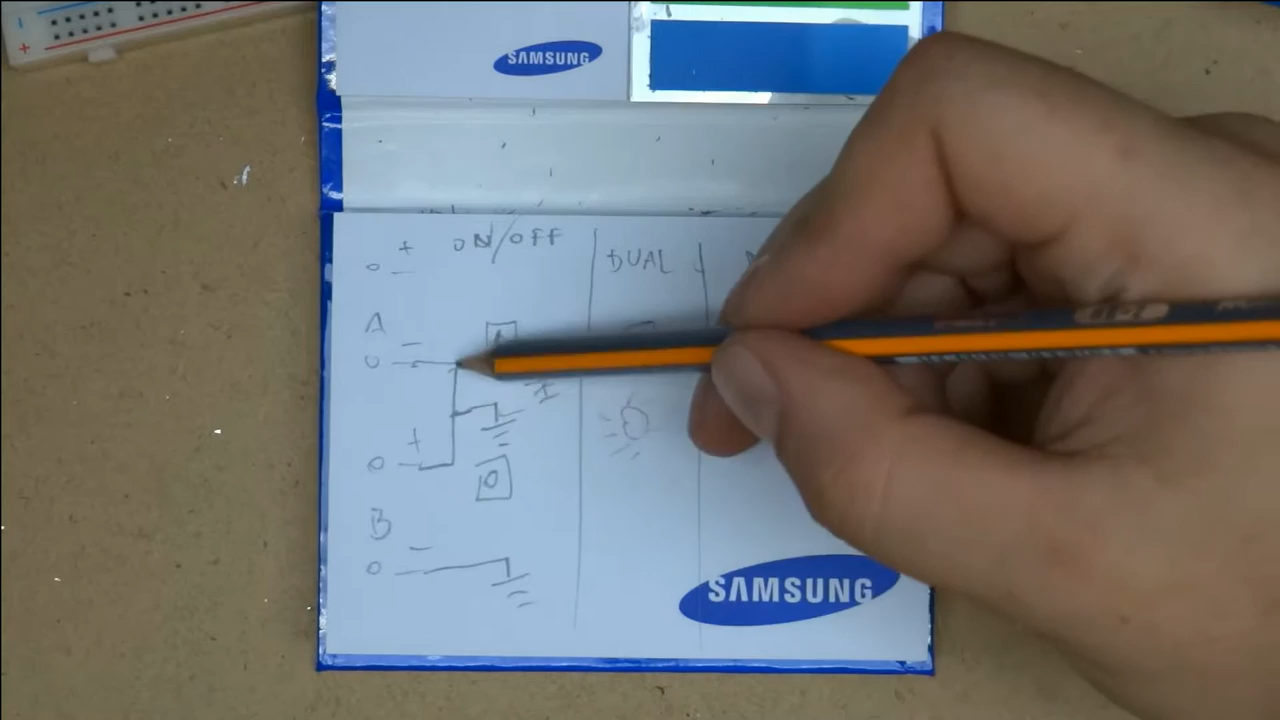 SAMSUNG
ON/OFF
DUAL
+
A
-
+
B
-
SAMSUNG